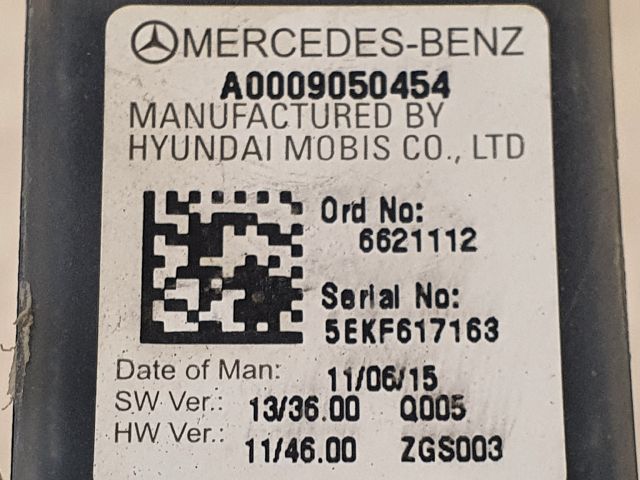 MERCEDES-BENZ
A0009050454
MANUFACTURED BY
HYUNDAI MOBIS CO., LTD
Ord No:
6621112
Serial No:
5EKF617163
Date of Man: 11/06/15
SW Ver.: 13/36.00 Q005
HW Ver.: 11/46.00 ZGS003